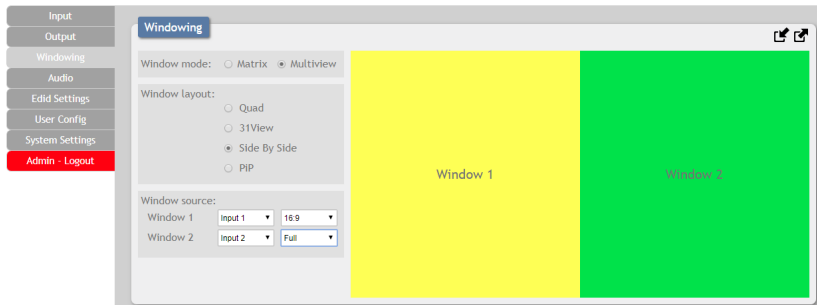 Input
Output
Windowing
Audio
Edid Settings
User Config
System Settings
Admin - Logout
Windowing
Window mode: Matrix Multiview
Window layout:
Quad
31View
Side By Side
PiP
Window source:
Window 1 Input 1 16:9
Window 2 Input 2 Full
Window 1 Window 2